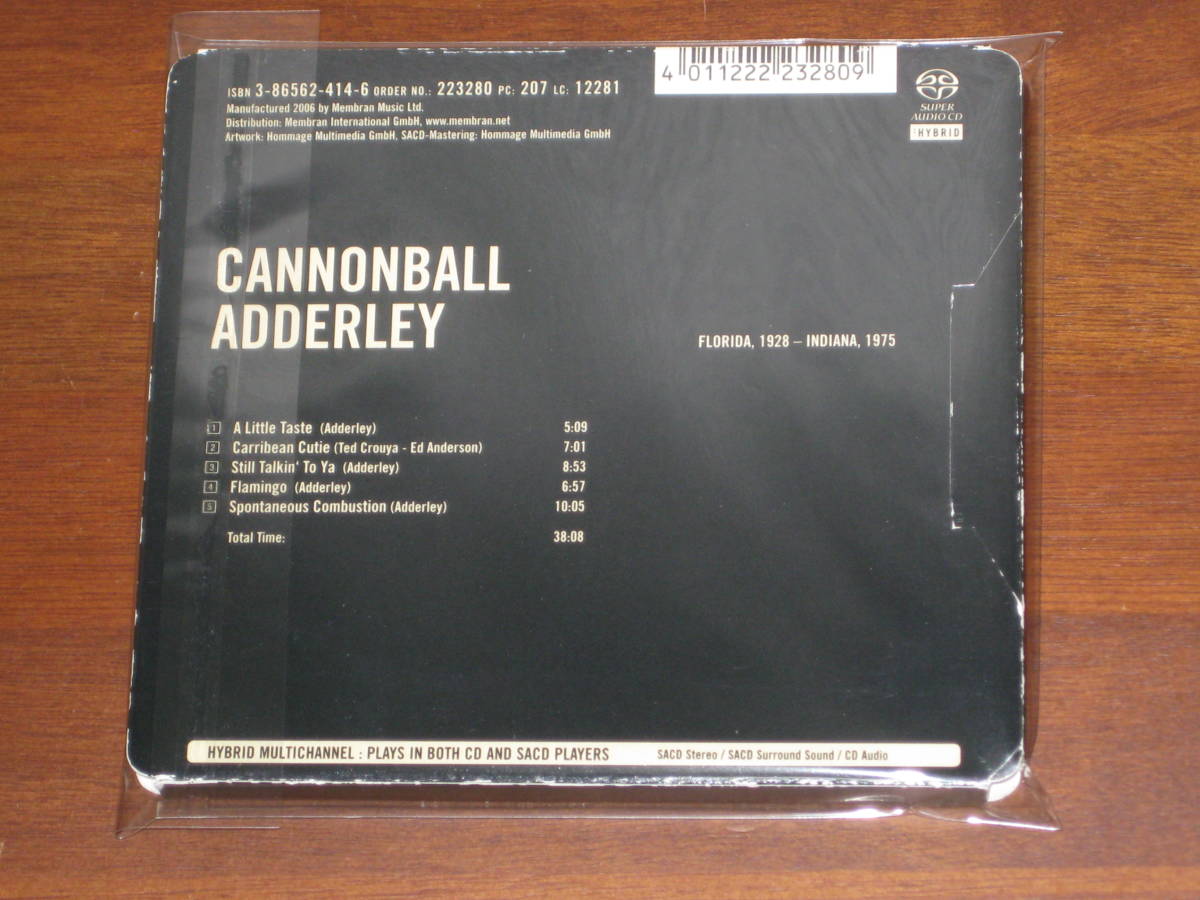 ISBN 3-86562-414-6 ORDER NO.: 223280 PC: 207 LC: 12281
Manufactured 2006 by Membran Music Ltd.
Distribution: Membran International GmbH, www.membran.net
Artwork: Hommage Multimedia GmbH, SACD-Mastering: Hommage Multimedia GmbH
4 011222 232809
SUPER
AUDIO CD
HYBRID
CANNONBALL
ADDERLEY
FLORIDA, 1928 – INDIANA, 1975
1 A Little Taste (Adderley) 5:09
2 Carribean Cutie (Ted Crouya - Ed Anderson) 7:01
3 Still Talkin' To Ya (Adderley) 8:53
4 Flamingo (Adderley) 6:57
5 Spontaneous Combustion (Adderley) 10:05
Total Time: 38:08
HYBRID MULTICHANNEL : PLAYS IN BOTH CD AND SACD PLAYERS SACD Stereo / SACD Surround Sound / CD Audio